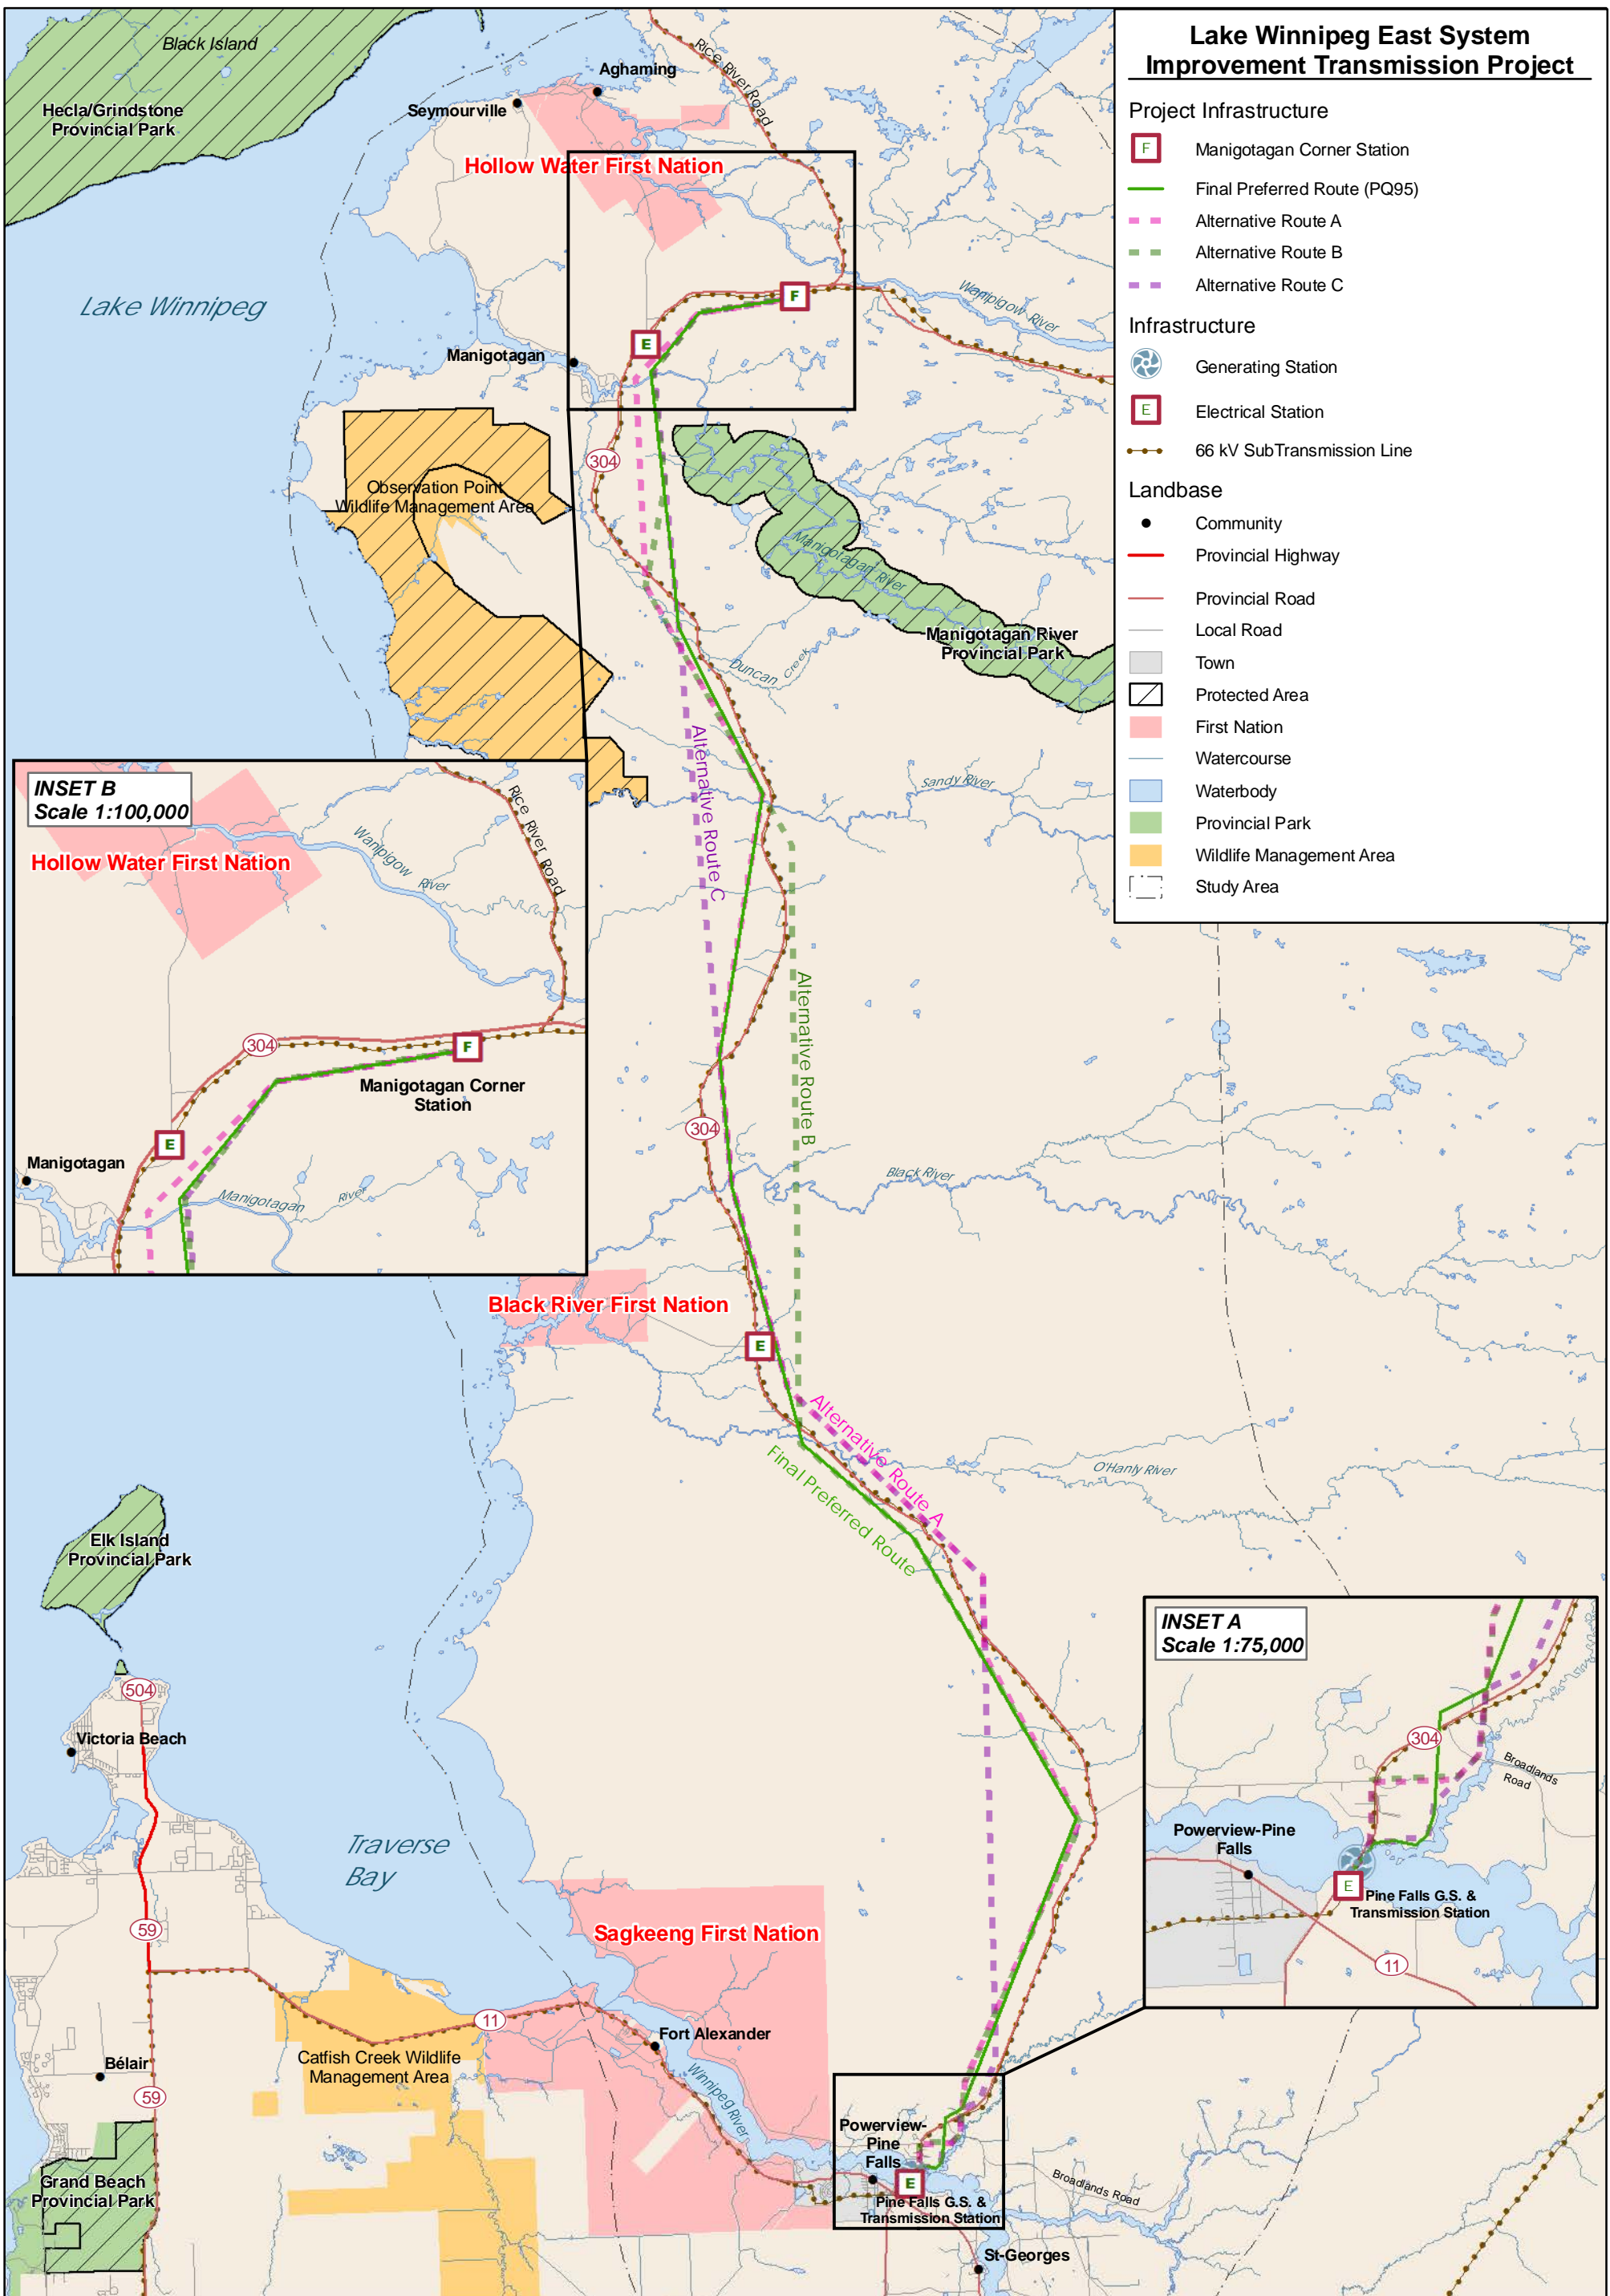 Lake Winnipeg East System
Improvement Transmission Project
Project Infrastructure
F
Manigotagan Corner Station
Final Preferred Route (PQ95)
Alternative Route A
Alternative Route B
Alternative Route C
Infrastructure
Generating Station
E
Electrical Station
66 kV SubTransmission Line
Landbase
Community
Provincial Highway
Provincial Road
Local Road
Town
Protected Area
First Nation
Watercourse
Waterbody
Provincial Park
Wildlife Management Area
Study Area
Black Island
Hecla/Grindstone
Provincial Park
Aghaming
Seymourville
Rice River Road
Hollow Water First Nation
Lake Winnipeg
Wanipigow River
F
E
Manigotagan
304
Observation Point
Wildlife Management Area
Manigotagan River
Manigotagan River
Provincial Park
Duncan Creek
Sandy River
Alternative Route C
Alternative Route B
304
Black River
INSET B
Scale 1:100,000
Hollow Water First Nation
Rice River Road
Wanipigow River
304
F
Manigotagan Corner
Station
E
Manigotagan
Manigotagan River
Black River First Nation
E
Alternative Route A
Final Preferred Route
O'Hanly River
Elk Island
Provincial Park
504
Victoria Beach
Traverse
Bay
59
Sagkeeng First Nation
11
Fort Alexander
Catfish Creek Wildlife
Management Area
Bélair
59
Winnipeg River
Grand Beach
Provincial Park
Powerview-
Pine
Falls
E
Pine Falls G.S. &
Transmission Station
Broadlands Road
St-Georges
INSET A
Scale 1:75,000
304
Broadlands
Road
Powerview-Pine
Falls
E
Pine Falls G.S. &
Transmission Station
11